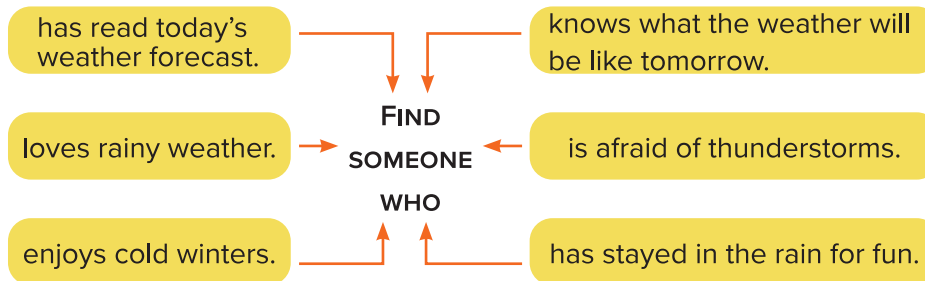 has read today's
weather forecast.
knows what the weather will
be like tomorrow.
FIND
SOMEONE
WHO
loves rainy weather.
is afraid of thunderstorms.
enjoys cold winters.
has stayed in the rain for fun.